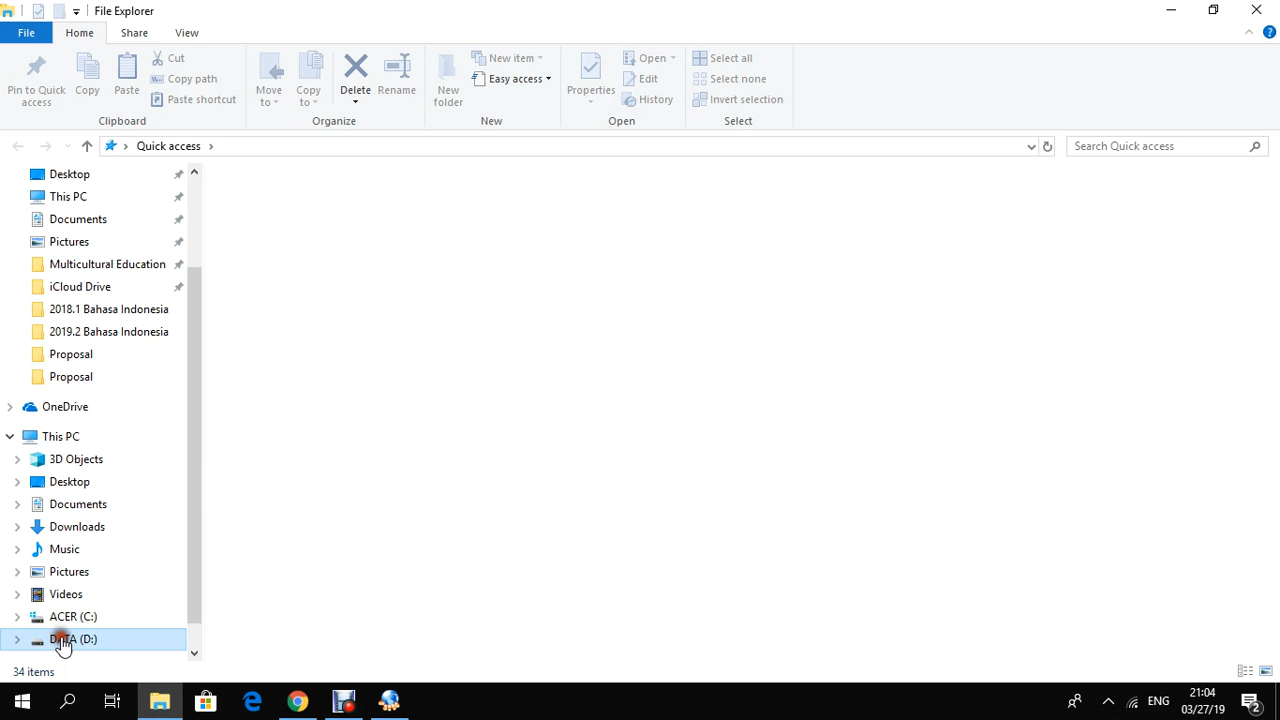 File Explorer
File Home Share View
Pin to Quick access
Copy
Paste
Cut
Copy path
Paste shortcut
Clipboard
Move to
Copy to
Delete
Rename
Organize
New folder
New item
Easy access
New
Properties
Open
Edit
History
Open
Select all
Select none
Invert selection
Select
Quick access
Search Quick access
Desktop
This PC
Documents
Pictures
Multicultural Education
iCloud Drive
2018.1 Bahasa Indonesia
2019.2 Bahasa Indonesia
Proposal
Proposal
OneDrive
This PC
3D Objects
Desktop
Documents
Downloads
Music
Pictures
Videos
ACER (C:)
DATA (D:)
34 items
ENG
21:04
03/27/19
2